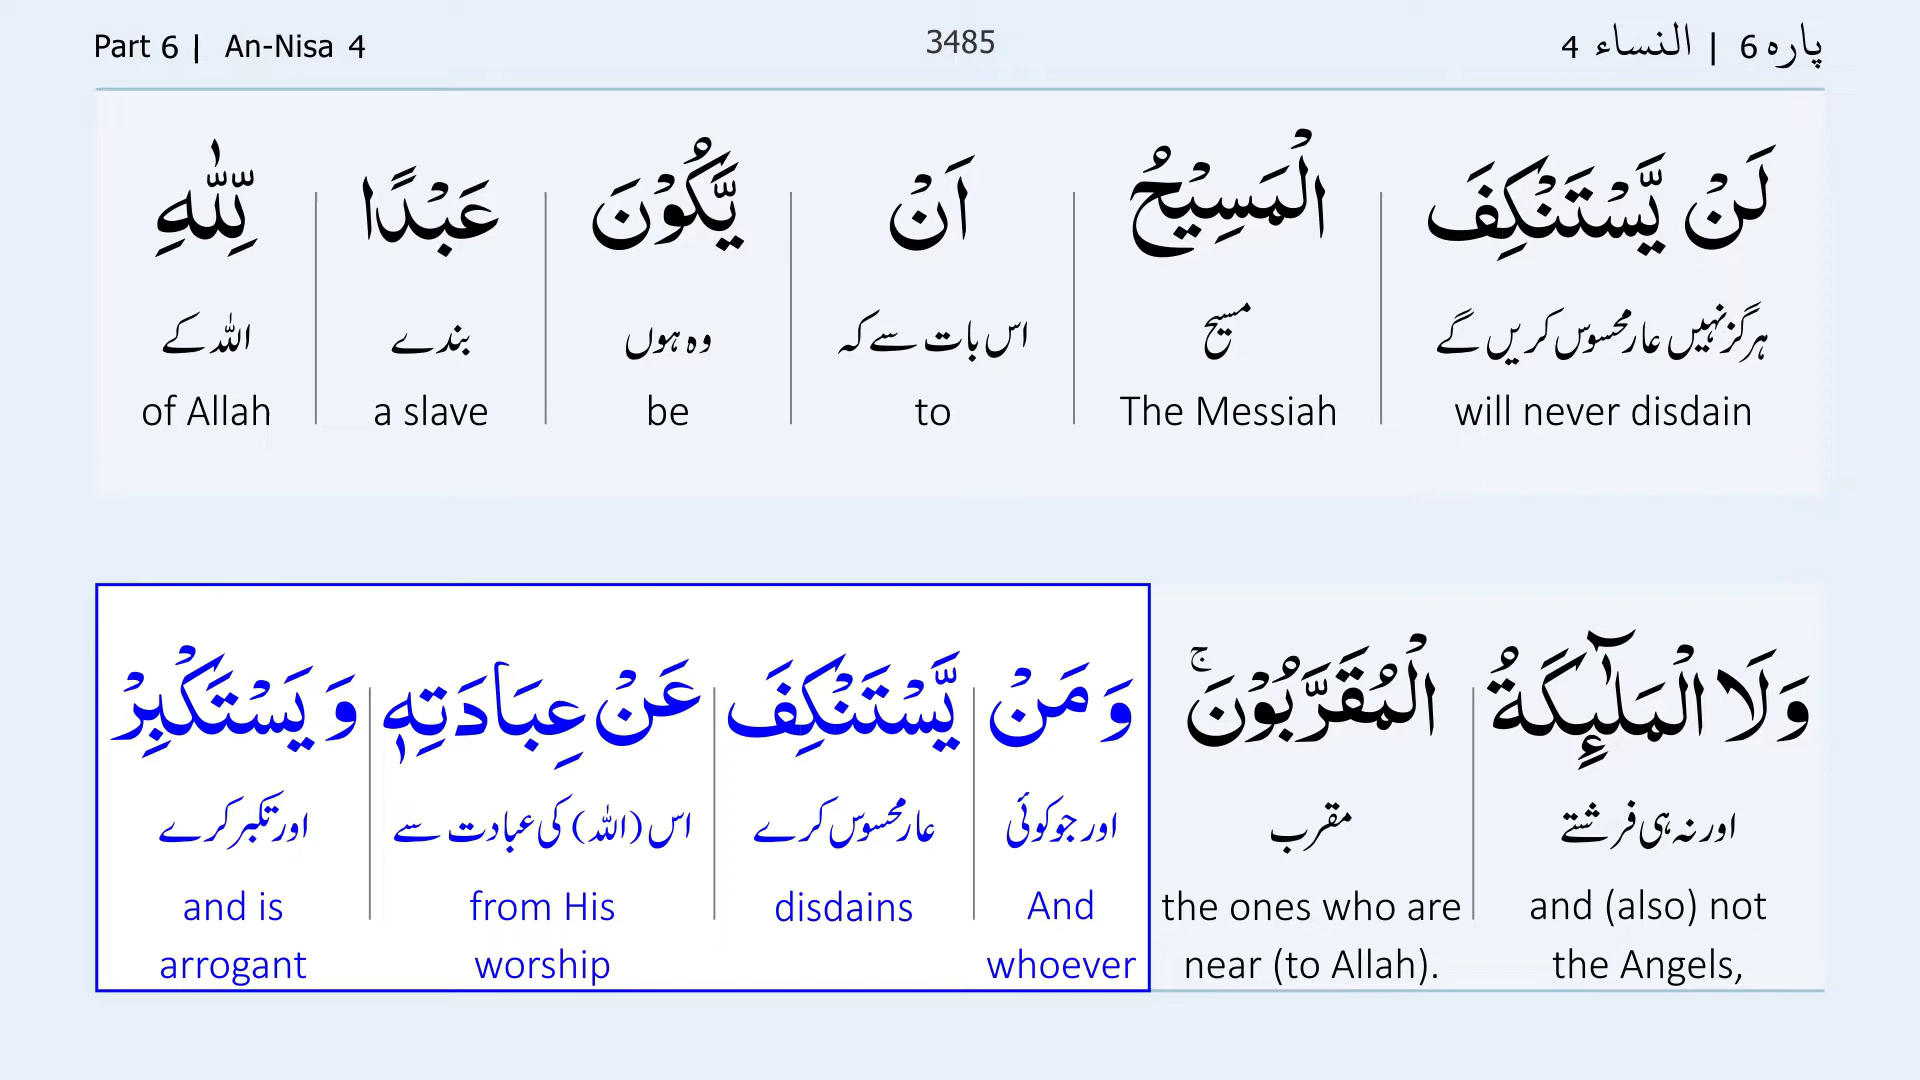 Part 6 | An-Nisa 4
3485
پارہ 6 | النساء 4
لَنْ يَّسْتَنْكِفَ الْمَسِيْحُ اَنْ يَّكُوْنَ عَبْدًا لِّلّٰهِ
ہرگز نہیں عار محسوس کریں گے مسیح اس بات سے کہ وہ ہوں بندے اللہ کے
will never disdain The Messiah to be a slave of Allah
وَلَا الْمَلٰٓئِكَةُ الْمُقَرَّبُوْنَ ۚ وَ مَنْ يَّسْتَنْكِفَ عَنْ عِبَادَتِهٖ وَ يَسْتَكْبِرْ
اور نہ ہی فرشتے مقرب اور جو کوئی عار محسوس کرے اس (اللہ) کی عبادت سے اور تکبر کرے
and (also) not the Angels, the ones who are near (to Allah). And whoever disdains from His worship and is arrogant